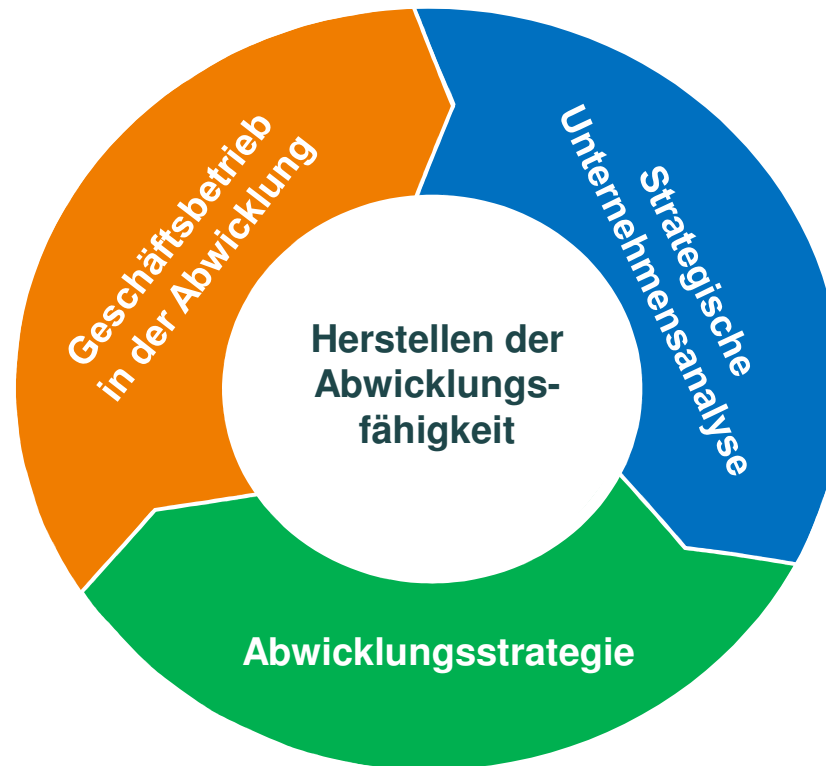 Geschäftsbetrieb
in der Abwicklung
Strategische
Unternehmensanalyse
Herstellen der
Abwicklungs-
fähigkeit
Abwicklungsstrategie